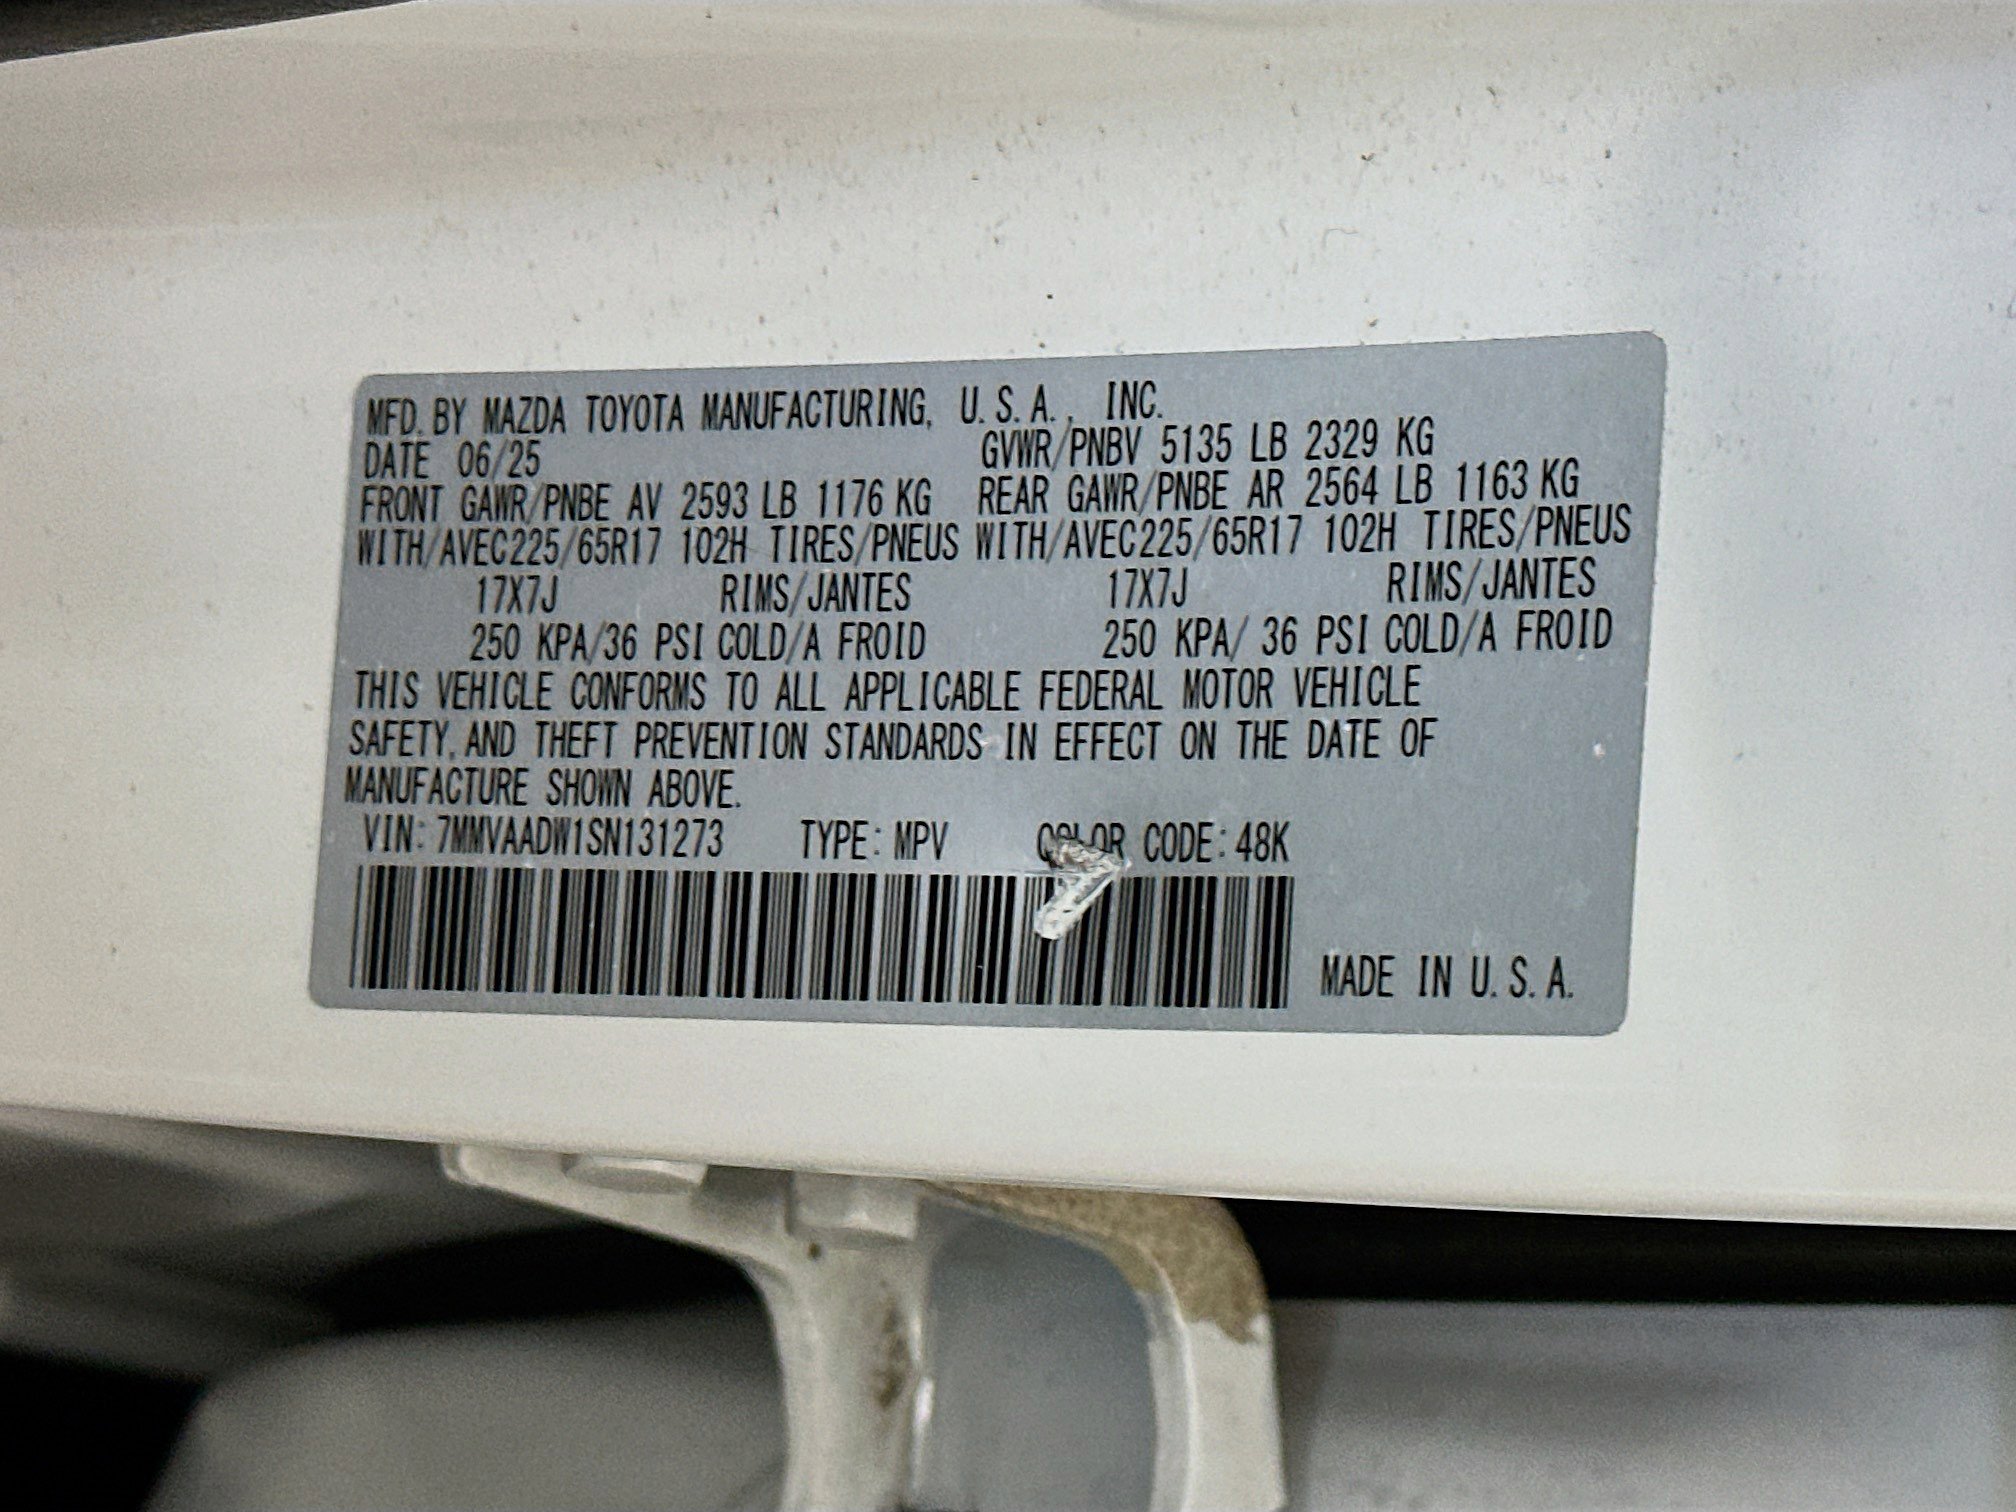 MFD. BY MAZDA TOYOTA MANUFACTURING, U.S.A., INC.
DATE 06/25 GVWR/PNBV 5135 LB 2329 KG
FRONT GAWR/PNBE AV 2593 LB 1176 KG REAR GAWR/PNBE AR 2564 LB 1163 KG
WITH/AVEC225/65R17 102H TIRES/PNEUS WITH/AVEC225/65R17 102H TIRES/PNEUS
17X7J RIMS/JANTES 17X7J RIMS/JANTES
250 KPA/36 PSI COLD/A FROID 250 KPA/ 36 PSI COLD/A FROID
THIS VEHICLE CONFORMS TO ALL APPLICABLE FEDERAL MOTOR VEHICLE
SAFETY, AND THEFT PREVENTION STANDARDS IN EFFECT ON THE DATE OF
MANUFACTURE SHOWN ABOVE.
VIN: 7MMVAADW1SN131273 TYPE: MPV COLOR CODE: 48K
MADE IN U.S.A.